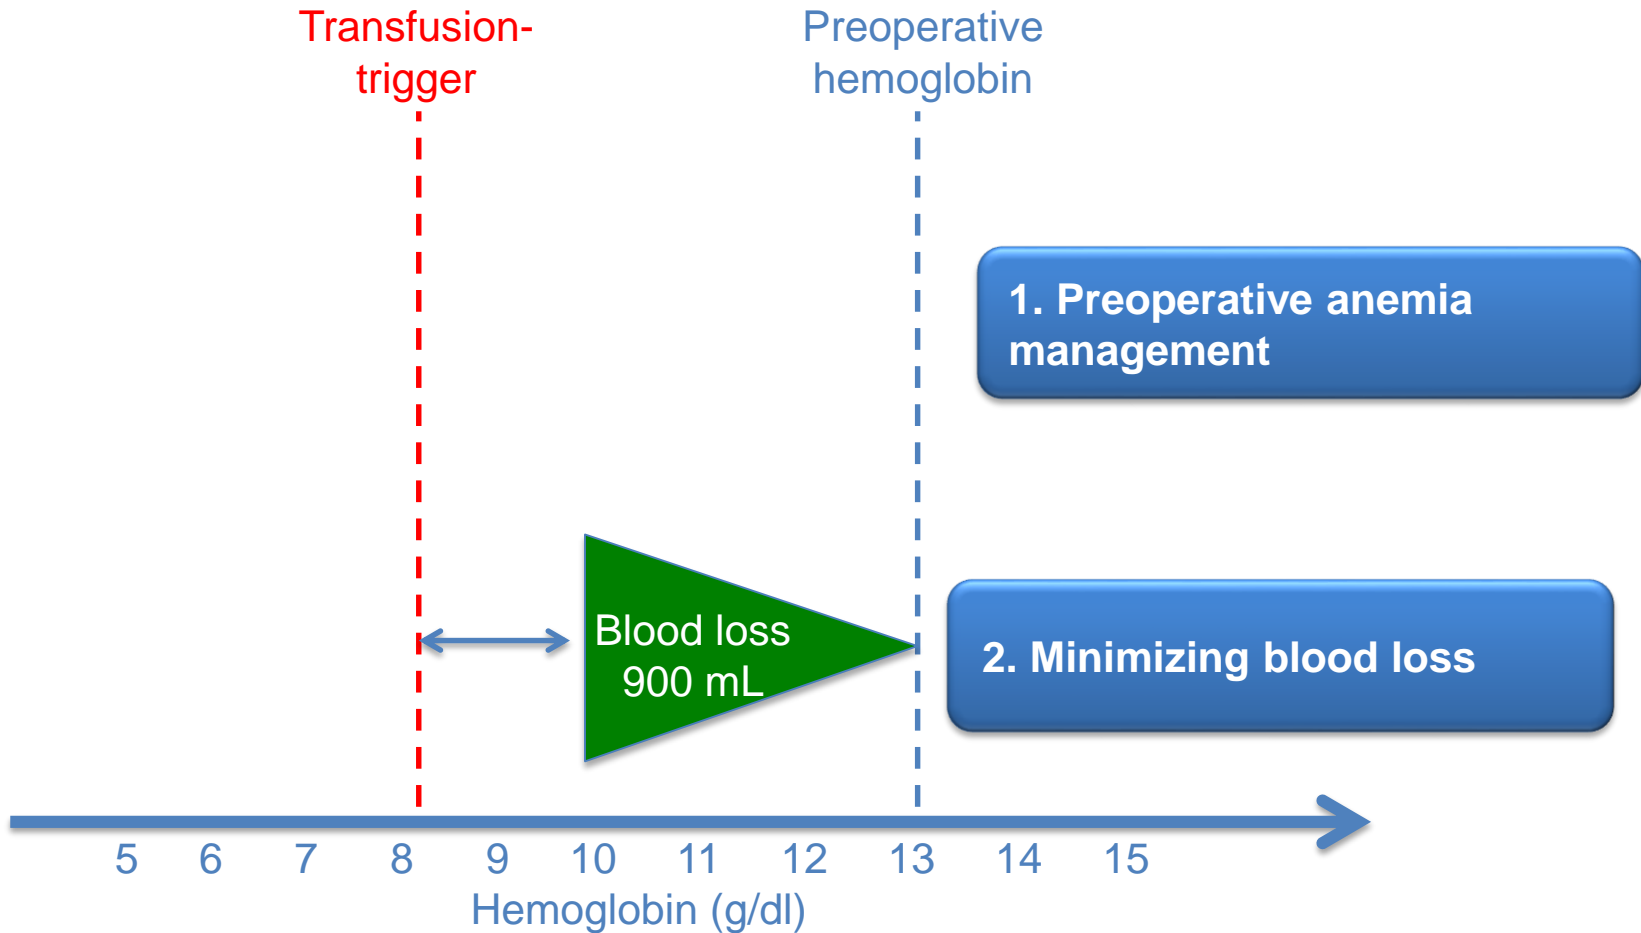 Transfusion-
trigger
Preoperative
hemoglobin
1. Preoperative anemia
management
Blood loss
900 mL
2. Minimizing blood loss
5 6 7 8 9 10 11 12 13 14 15
Hemoglobin (g/dl)